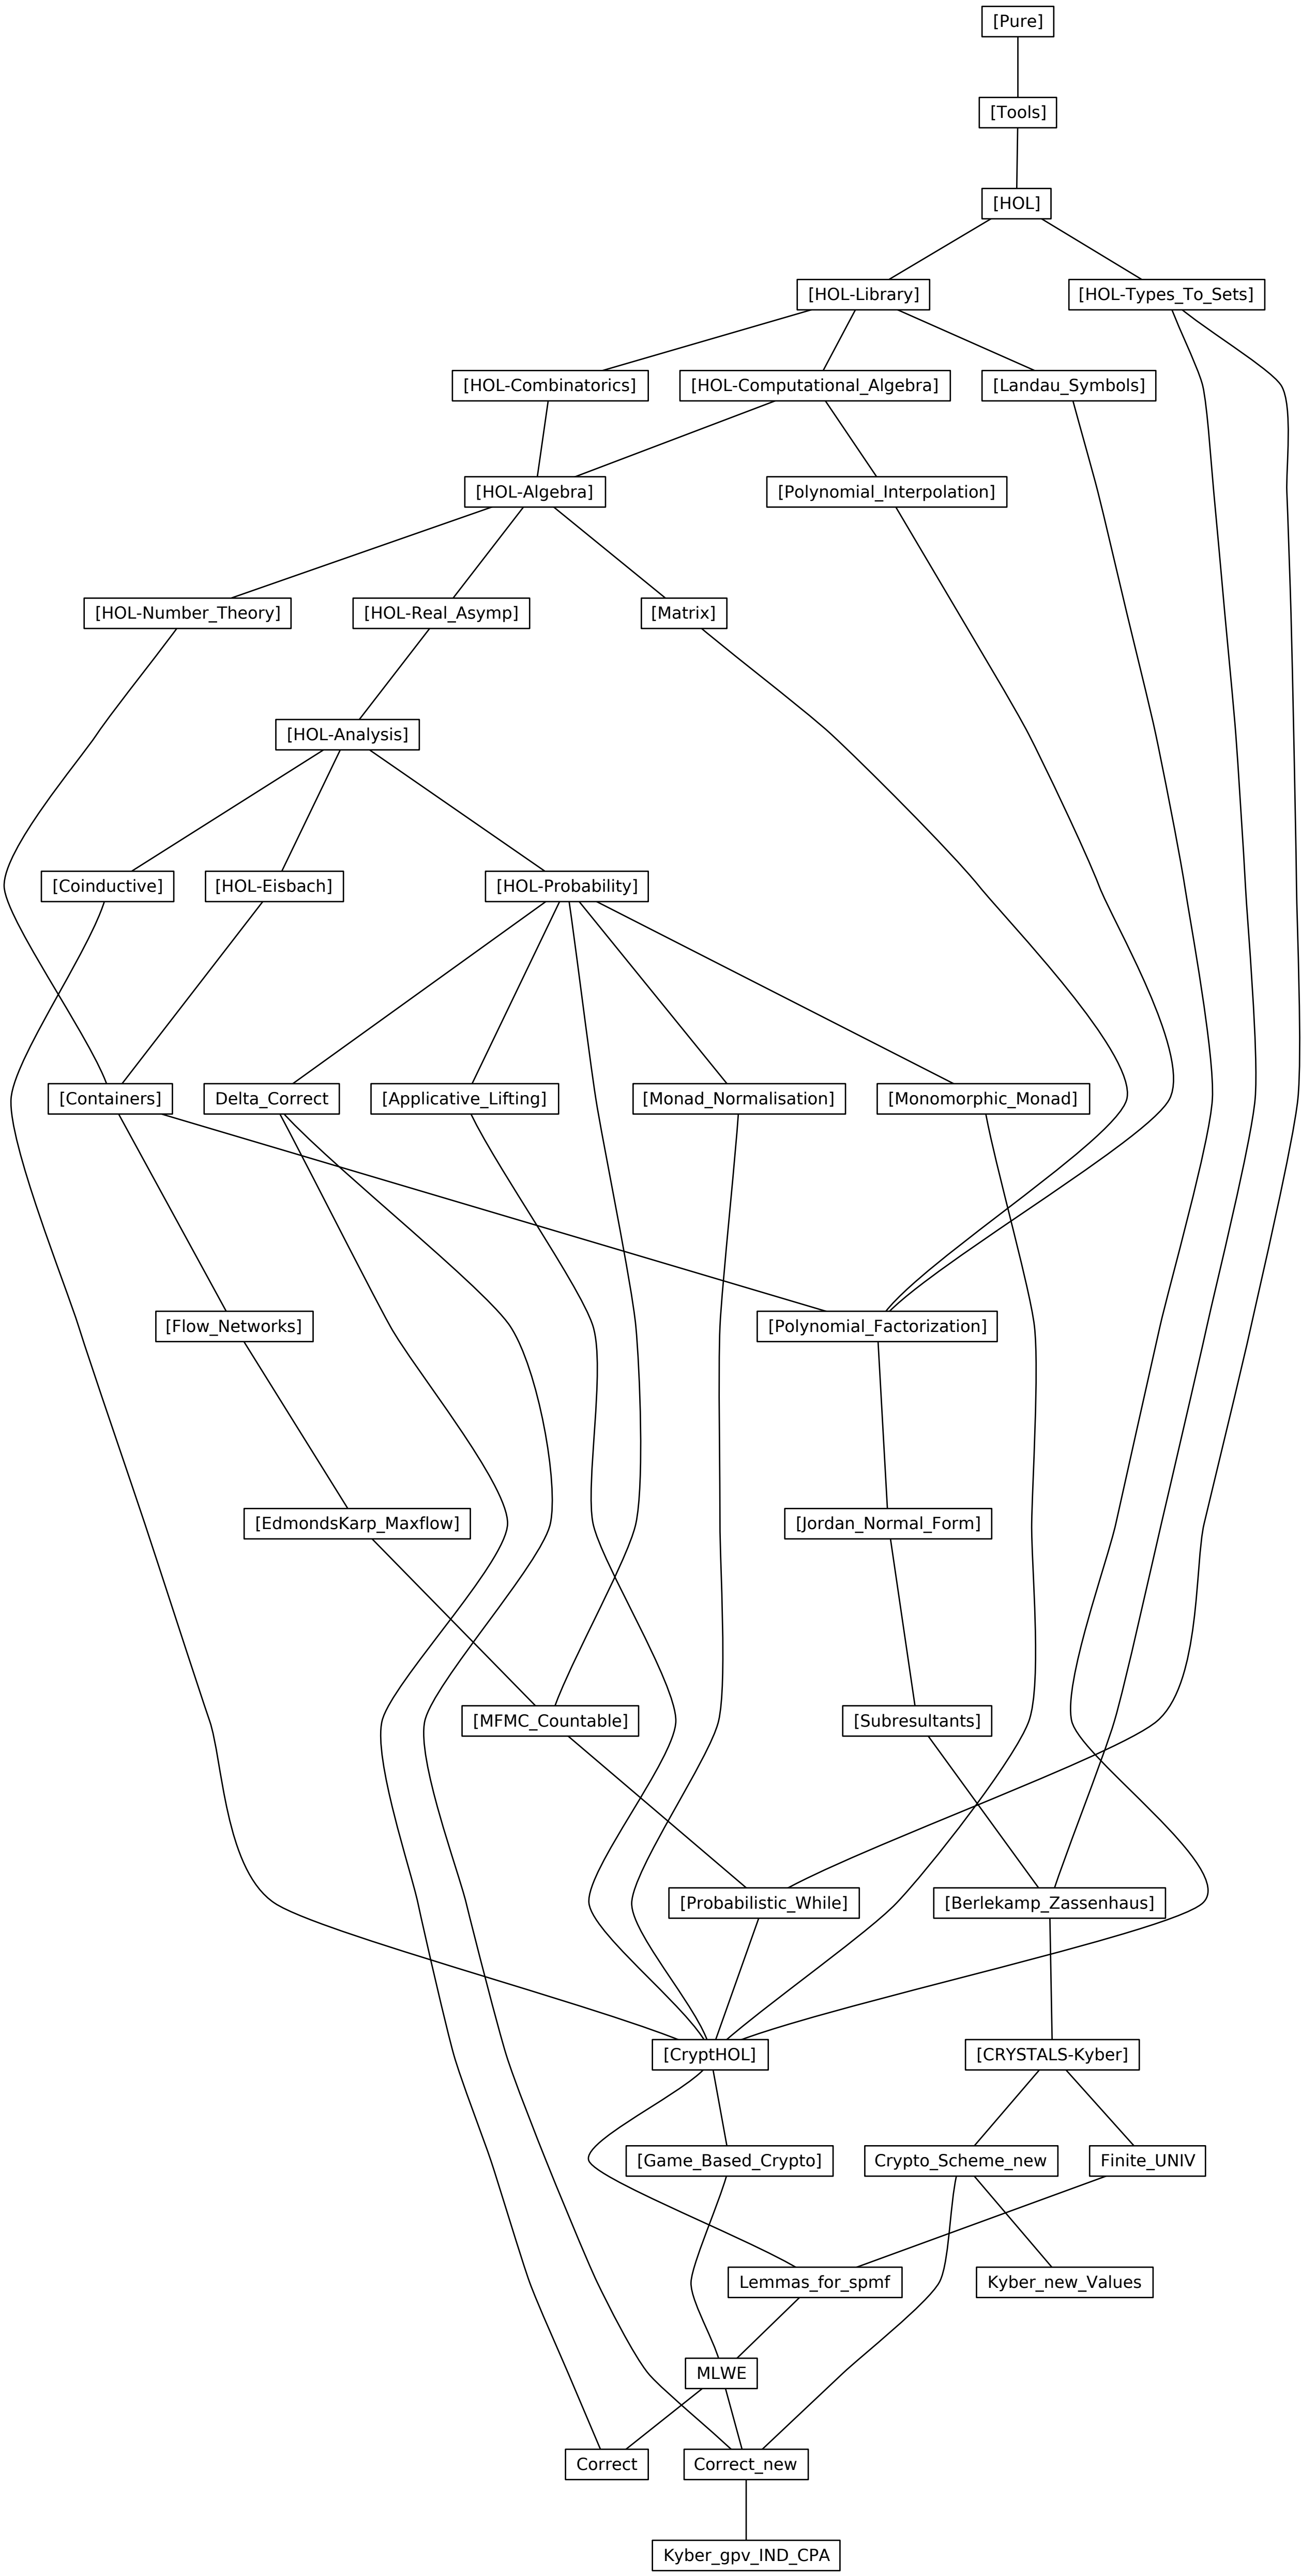 [Pure]
[Tools]
[HOL]
[HOL-Library]
[HOL-Types_To_Sets]
[HOL-Combinatorics]
[HOL-Computational_Algebra]
[Landau_Symbols]
[HOL-Algebra]
[Polynomial_Interpolation]
[HOL-Number_Theory]
[HOL-Real_Asymp]
[Matrix]
[HOL-Analysis]
[Coinductive]
[HOL-Eisbach]
[HOL-Probability]
[Containers]
Delta_Correct
[Applicative_Lifting]
[Monad_Normalisation]
[Monomorphic_Monad]
[Flow_Networks]
[Polynomial_Factorization]
[EdmondsKarp_Maxflow]
[Jordan_Normal_Form]
[MFMC_Countable]
[Subresultants]
[Probabilistic_While]
[Berlekamp_Zassenhaus]
[CryptHOL]
[CRYSTALS-Kyber]
[Game_Based_Crypto]
Crypto_Scheme_new
Finite_UNIV
Lemmas_for_spmf
Kyber_new_Values
MLWE
Correct
Correct_new
Kyber_gpv_IND_CPA